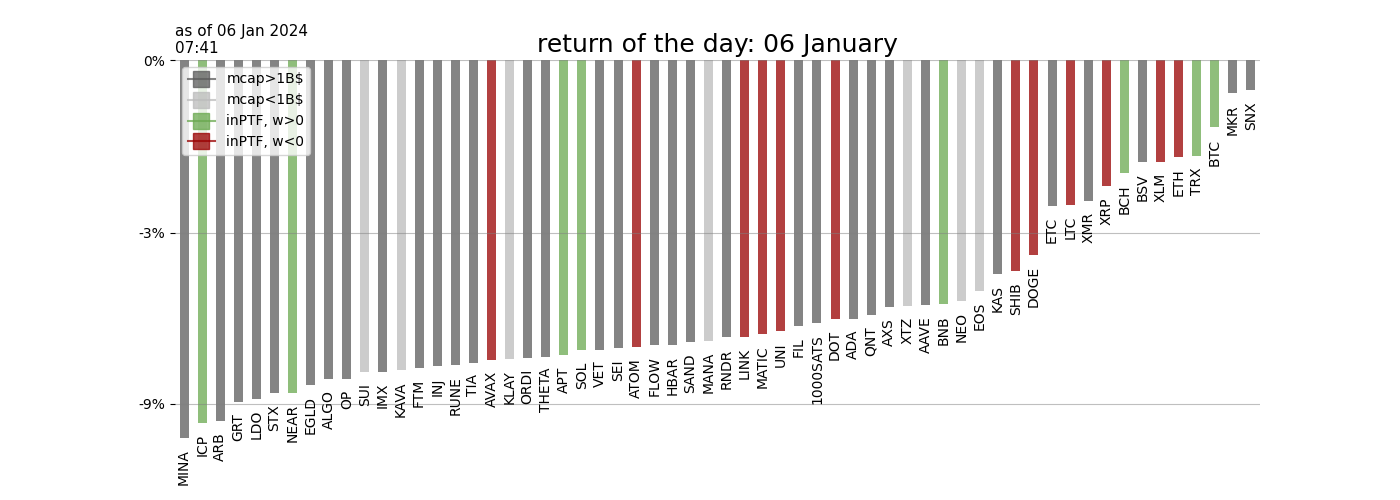 as of 06 Jan 2024
07:41
return of the day: 06 January
0%
-3%
-9%
mcap>1B$
mcap<1B$
inPTF, w>0
inPTF, w<0
MINA
ICP
ARB
GRT
LDO
STX
NEAR
EGLD
ALGO
OP
SUI
IMX
KAVA
FTM
INJ
RUNE
TIA
AVAX
KLAY
ORDI
THETA
APT
SOL
VET
SEI
ATOM
FLOW
HBAR
SAND
MANA
RNDR
LINK
MATIC
UNI
FIL
1000SATS
DOT
ADA
QNT
AXS
XTZ
AAVE
BNB
NEO
EOS
KAS
SHIB
DOGE
ETC
LTC
XMR
XRP
BCH
BSV
XLM
ETH
TRX
BTC
MKR
SNX